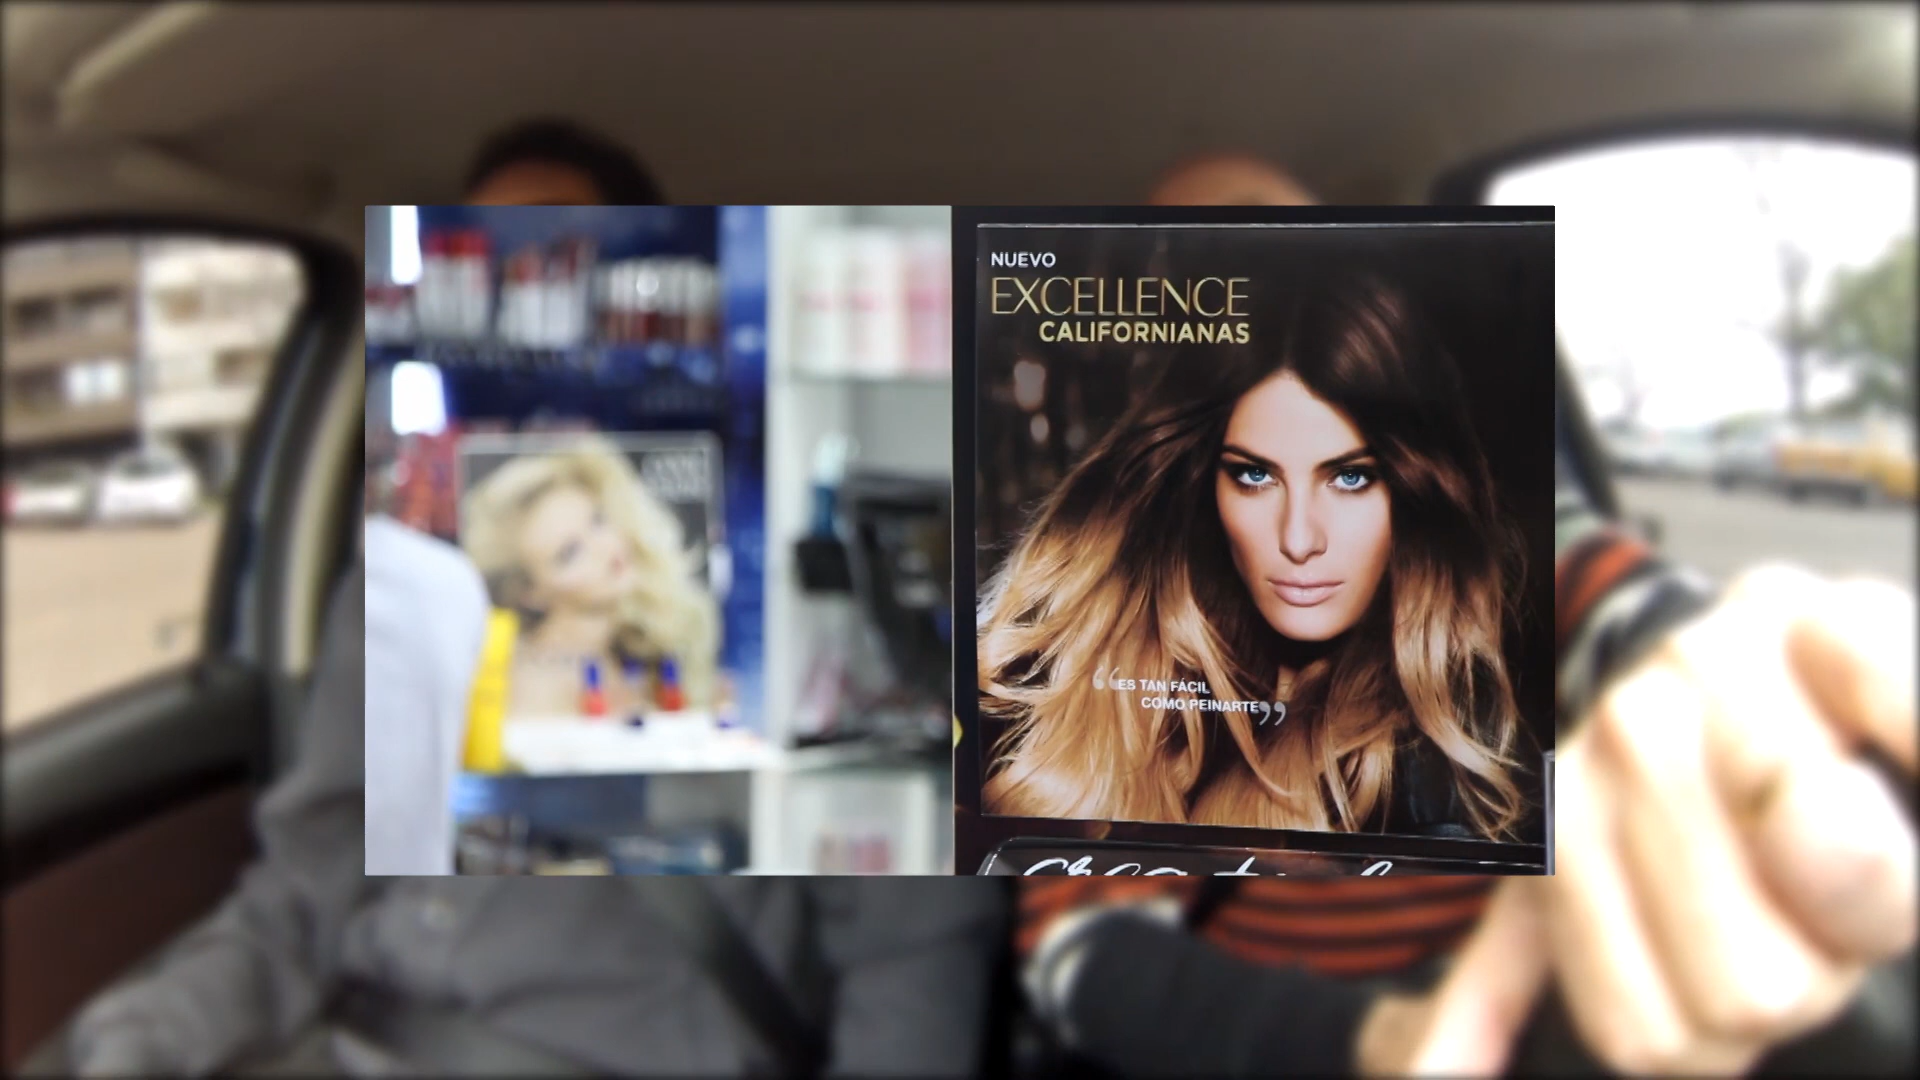 NUEVO
EXCELLENCE
CALIFORNIANAS
“ES TAN FÁCIL
COMO PEINARTE”